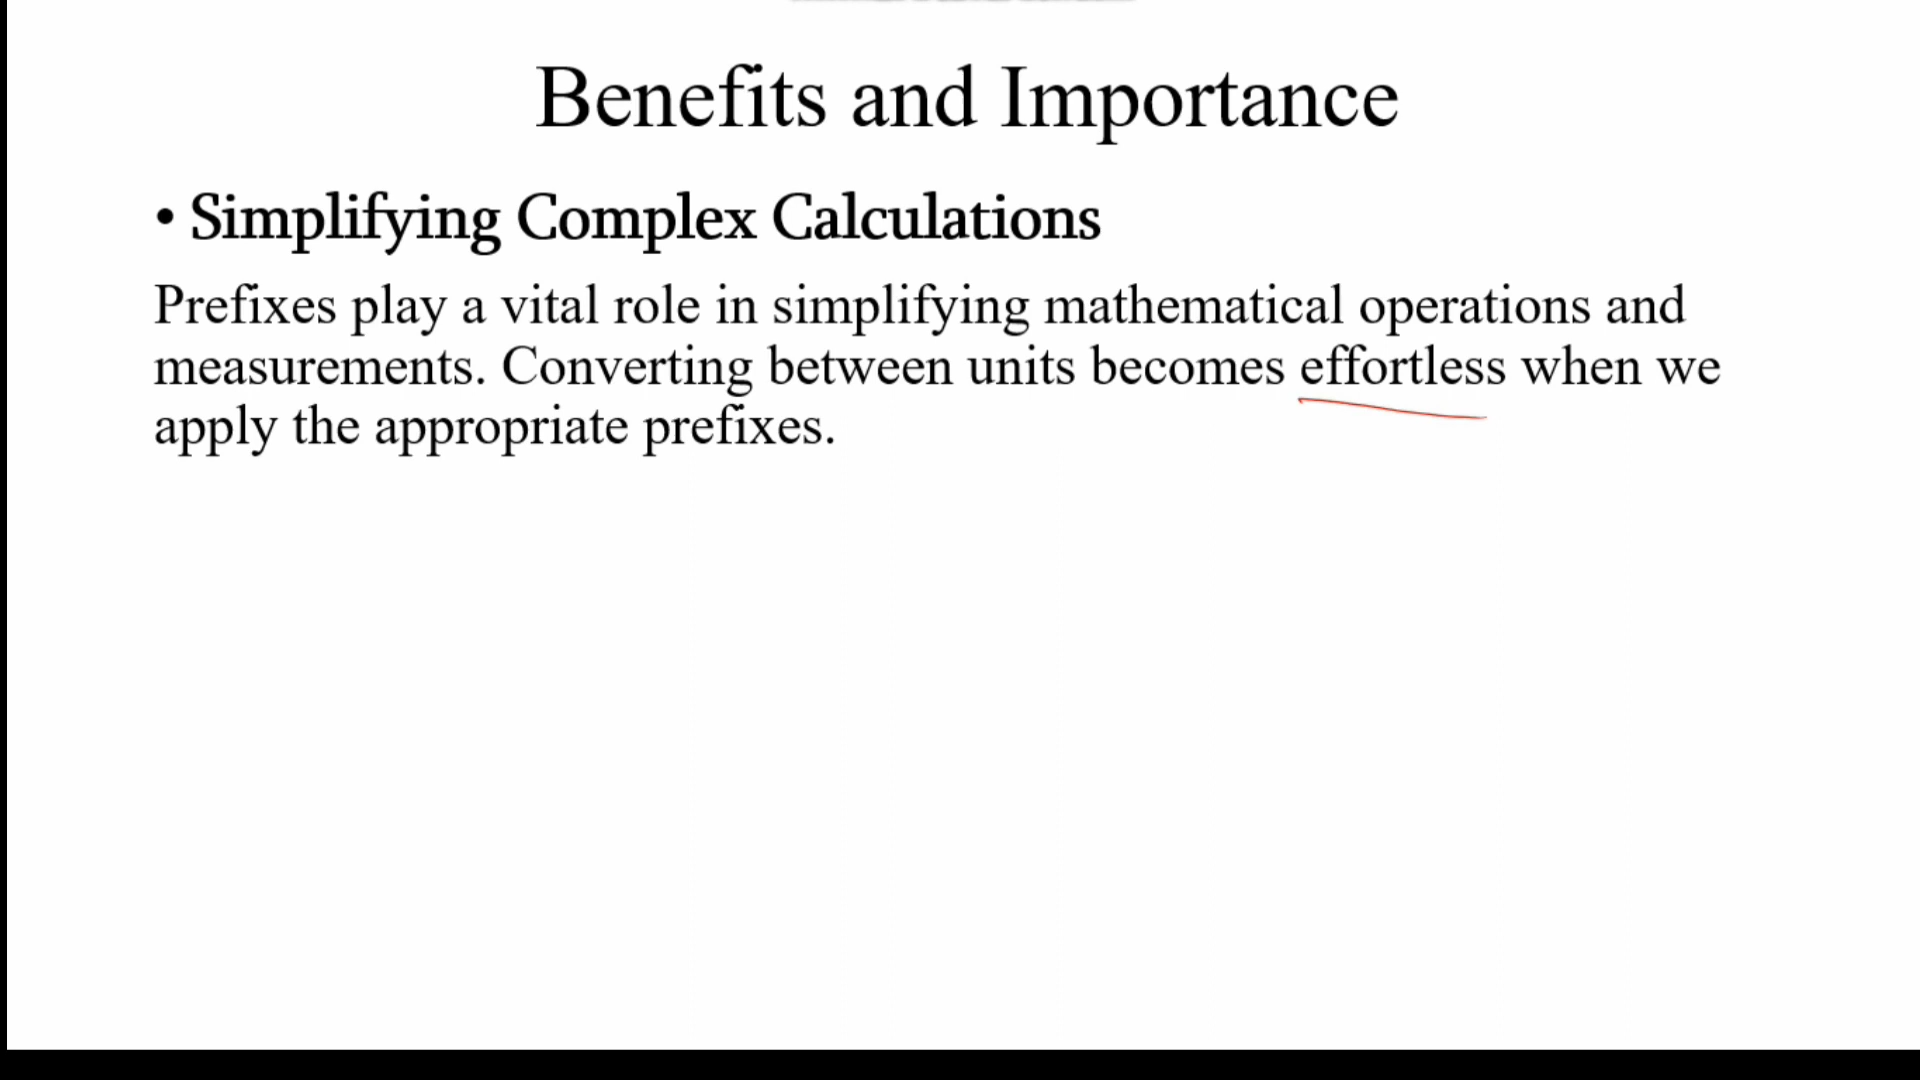 Benefits and Importance
• Simplifying Complex Calculations
Prefixes play a vital role in simplifying mathematical operations and
measurements. Converting between units becomes effortless when we
apply the appropriate prefixes.